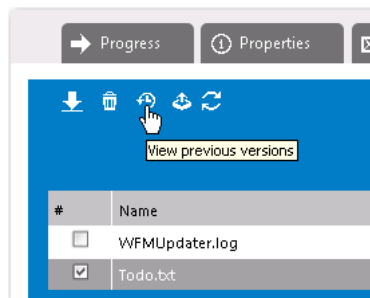 Progress
Properties
View previous versions
# Name
WFMUpdater.log
Todo.txt